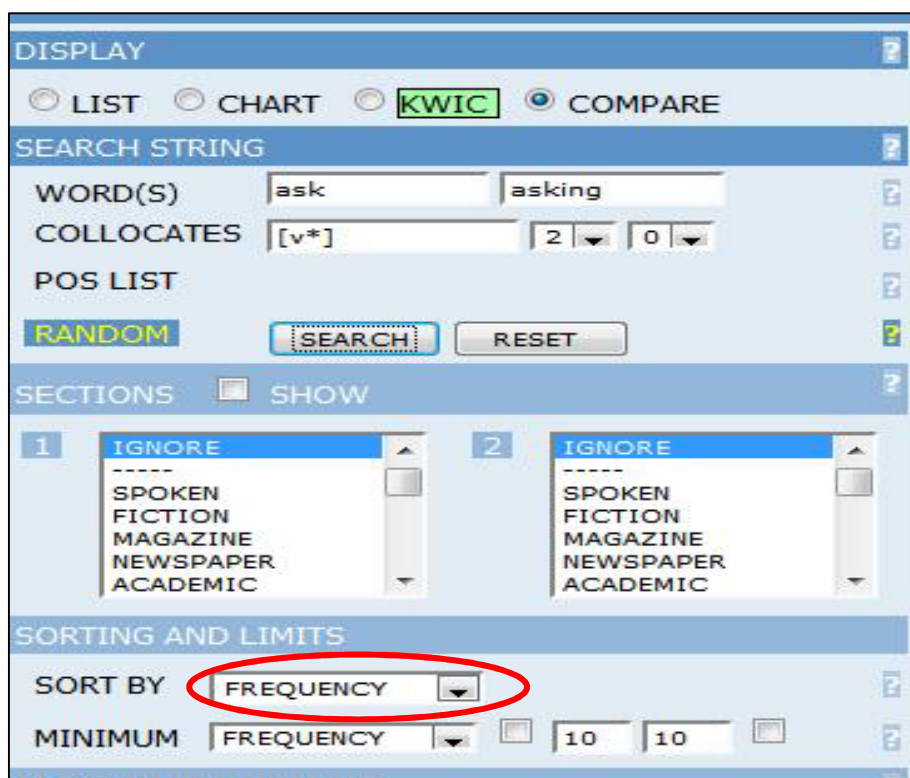 DISPLAY ?
LIST CHART KWIC COMPARE
SEARCH STRING ?
WORD(S) ask asking ?
COLLOCATES [v*] 2 0 ?
POS LIST ?
RANDOM SEARCH RESET ?
SECTIONS SHOW ?
1 IGNORE 2 IGNORE
----- -----
SPOKEN SPOKEN
FICTION FICTION
MAGAZINE MAGAZINE
NEWSPAPER NEWSPAPER
ACADEMIC ACADEMIC
SORTING AND LIMITS
SORT BY FREQUENCY ?
MINIMUM FREQUENCY 10 10 ?